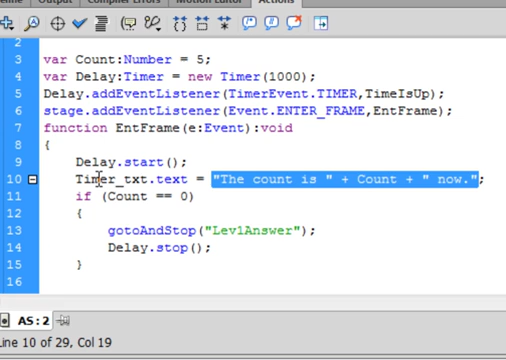 Output
Compiler Errors
Motion Editor
Actions
2
3 var Count:Number = 5;
4 var Delay:Timer = new Timer(1000);
5 Delay.addEventListener(TimerEvent.TIMER,TimeIsUp);
6 stage.addEventListener(Event.ENTER_FRAME,EntFrame);
7 function EntFrame(e:Event):void
8 {
9 Delay.start();
10 Timer_txt.text = "The count is " + Count + " now.";
11 if (Count == 0)
12 {
13 gotoAndStop("Lev1Answer");
14 Delay.stop();
15 }
16
AS:2
Line 10 of 29, Col 19